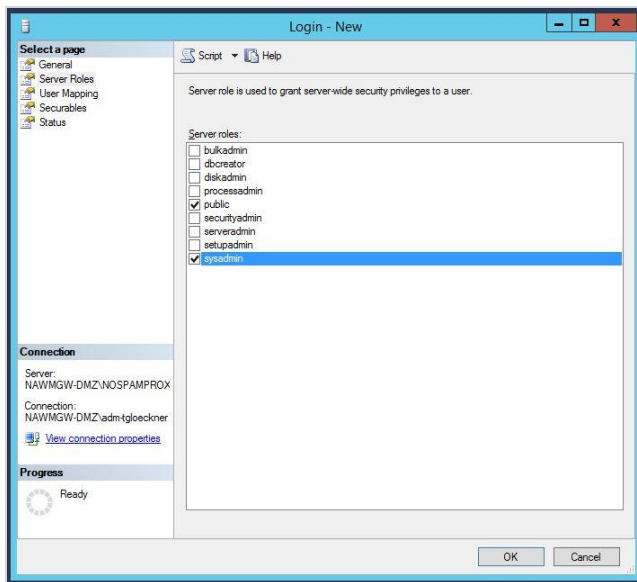 Login - New
Select a page
General
Server Roles
User Mapping
Securables
Status
Script
Help
Server role is used to grant server-wide security privileges to a user.
Server roles:
bulkadmin
dbcreator
diskadmin
processadmin
public
securityadmin
serveradmin
setupadmin
sysadmin
Connection
Server:
NAWMGW-DMZ\NOSPAMPROX
Connection:
NAWMGW-DMZ\adm-tgloeckner
View connection properties
Progress
Ready
OK
Cancel